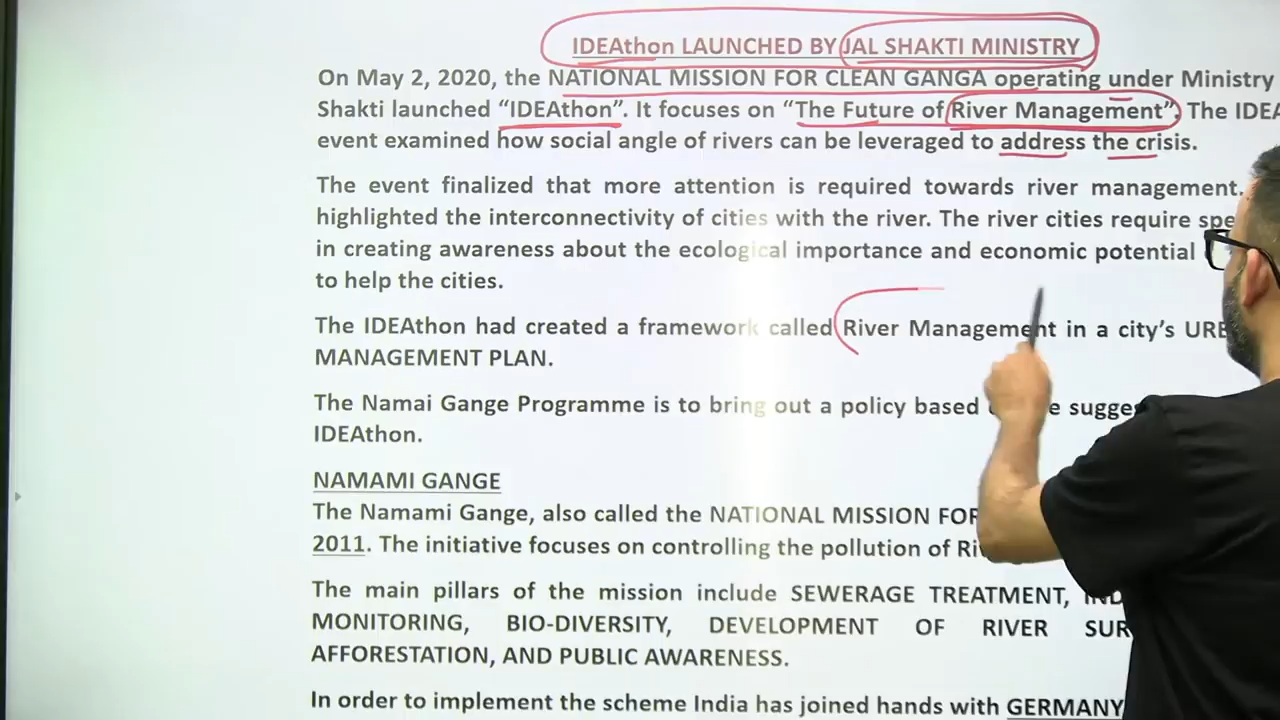 IDEAthon LAUNCHED BY JAL SHAKTI MINISTRY
On May 2, 2020, the NATIONAL MISSION FOR CLEAN GANGA operating under Ministry
Shakti launched “IDEAthon”. It focuses on “The Future of River Management”. The
event examined how social angle of rivers can be leveraged to address the crisis.
The event finalized that more attention is required towards river management.
highlighted the interconnectivity of cities with the river. The river cities require
in creating awareness about the ecological importance and economic potential
to help the cities.
The IDEAthon had created a framework called River Management in a city’s
MANAGEMENT PLAN.
The Namai Gange Programme is to bring out a policy based
IDEAthon.
NAMAMI GANGE
The Namami Gange, also called the NATIONAL MISSION FOR
2011. The initiative focuses on controlling the pollution of
The main pillars of the mission include SEWERAGE TREATMENT,
MONITORING, BIO-DIVERSITY, DEVELOPMENT OF RIVER
AFFORESTATION, AND PUBLIC AWARENESS.
In order to implement the scheme India has joined hands with GERMANY